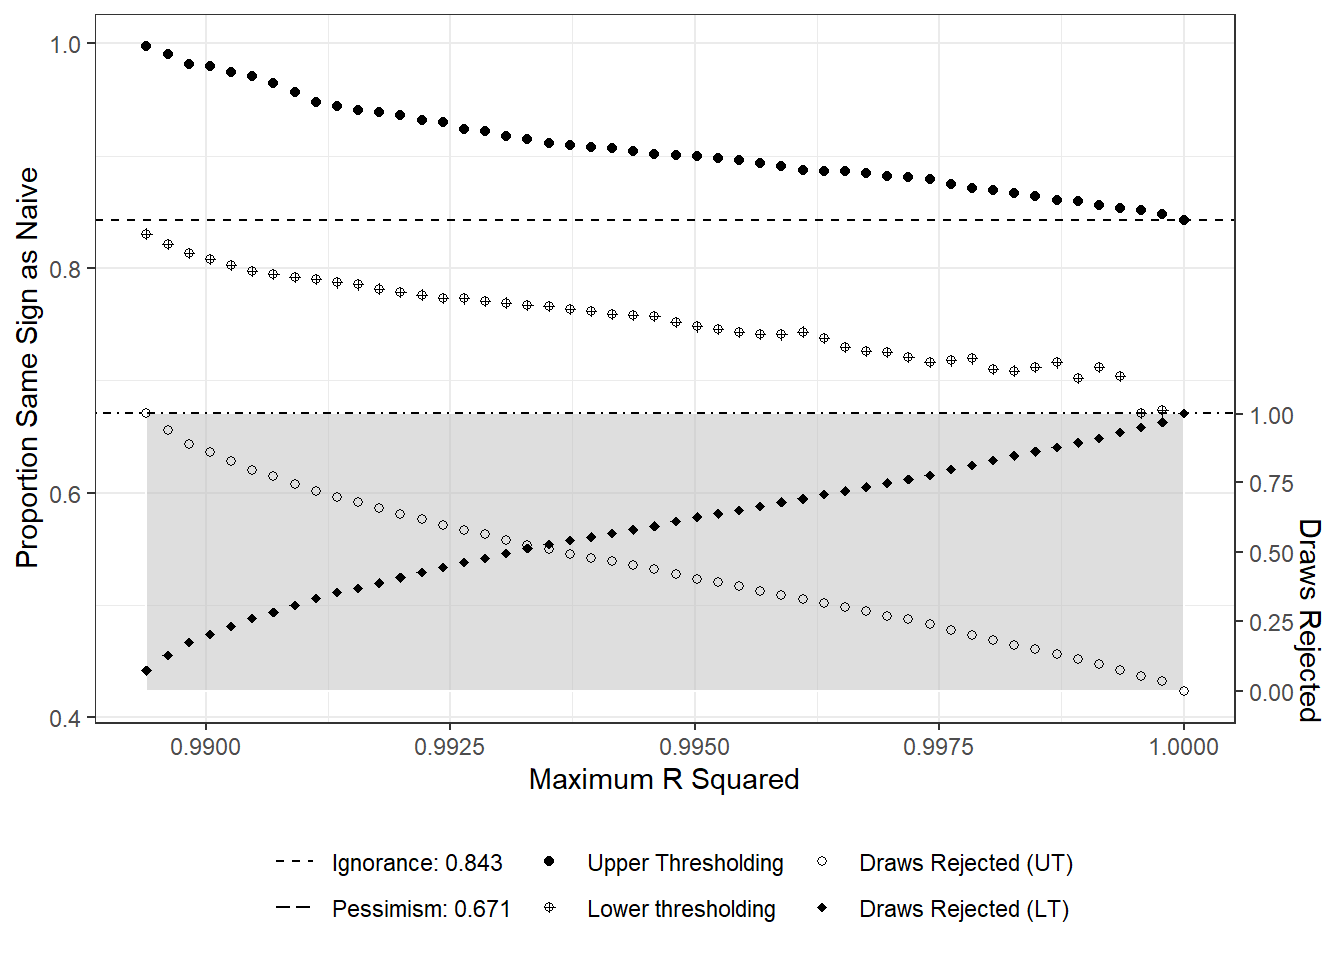 1.0
0.8
0.6
0.4
Proportion Same Sign as Naive
1.00
0.75
0.50
0.25
0.00
Draws Rejected
0.9900
0.9925
0.9950
0.9975
1.0000
Maximum R Squared
Ignorance: 0.843
Upper Thresholding
Draws Rejected (UT)
Pessimism: 0.671
Lower thresholding
Draws Rejected (LT)